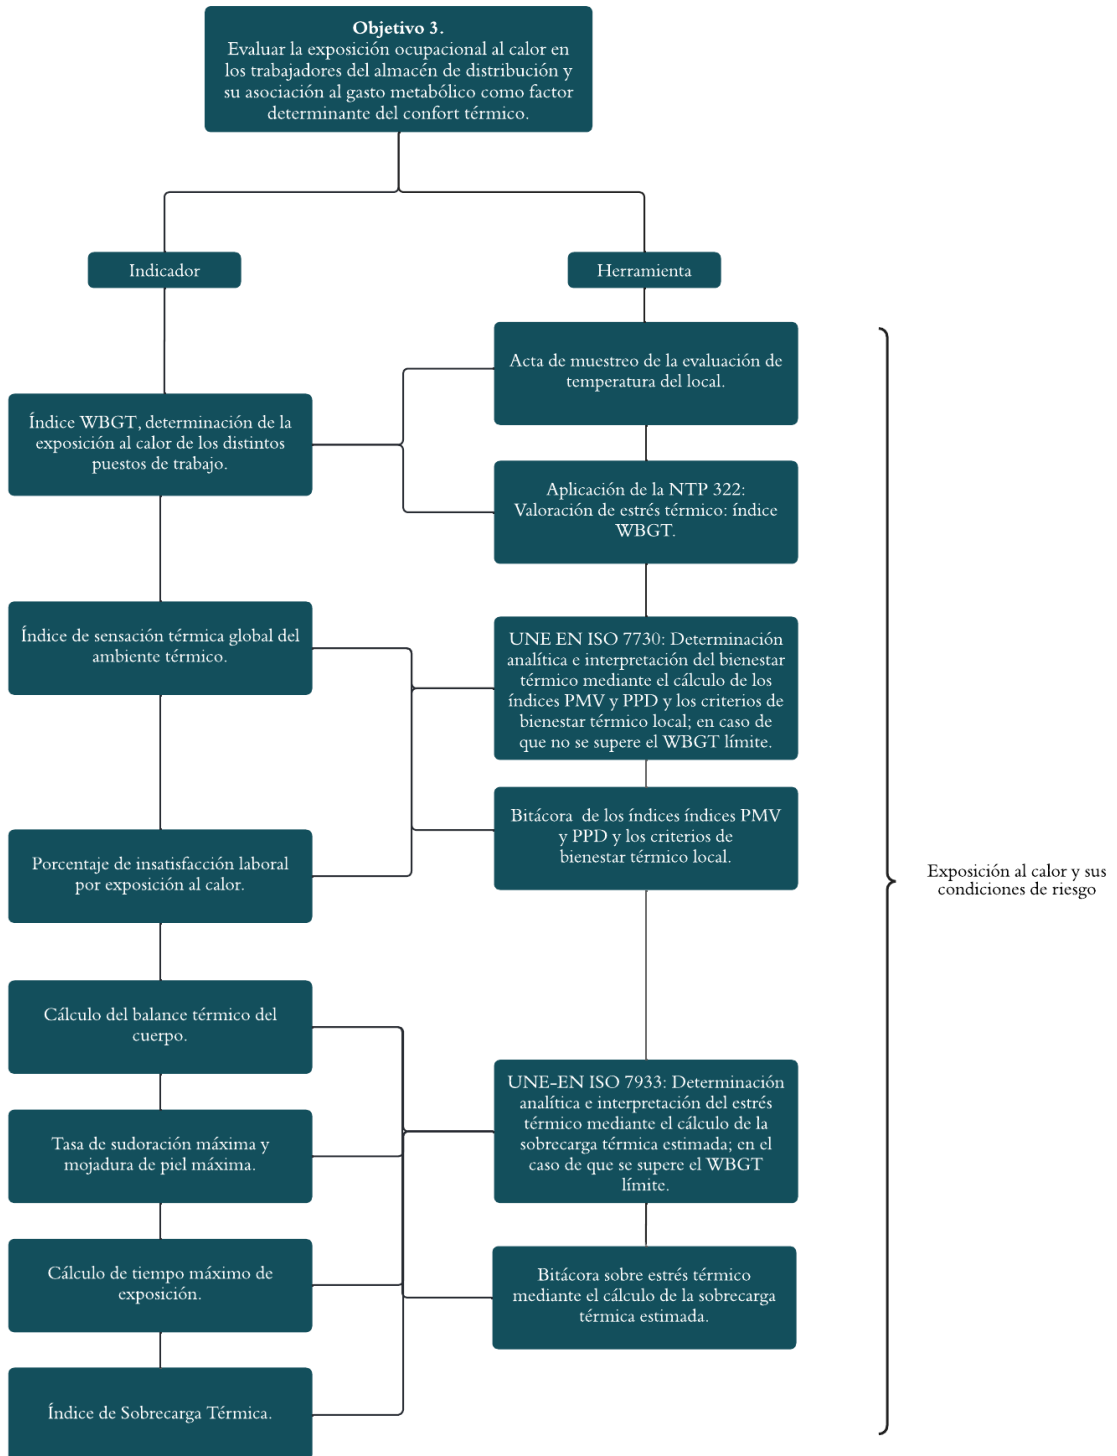 Objetivo 3.
Evaluar la exposición ocupacional al calor en
los trabajadores del almacén de distribución y
su asociación al gasto metabólico como factor
determinante del confort térmico.
Indicador
Herramienta
Acta de muestreo de la evaluación de
temperatura del local.
Índice WBGT, determinación de la
exposición al calor de los distintos
puestos de trabajo.
Aplicación de la NTP 322:
Valoración de estrés térmico: índice
WBGT.
Índice de sensación térmica global del
ambiente térmico.
UNE EN ISO 7730: Determinación
analítica e interpretación del bienestar
térmico mediante el cálculo de los
índices PMV y PPD y los criterios de
bienestar térmico local; en caso de
que no se supere el WBGT límite.
Bitácora de los índices índices PMV
y PPD y los criterios de
bienestar térmico local.
Porcentaje de insatisfacción laboral
por exposición al calor.
Exposición al calor y sus
condiciones de riesgo
Cálculo del balance térmico del
cuerpo.
UNE-EN ISO 7933: Determinación
analítica e interpretación del estrés
térmico mediante el cálculo de la
sobrecarga térmica estimada; en el
caso de que se supere el WBGT
límite.
Tasa de sudoración máxima y
mojadura de piel máxima.
Cálculo de tiempo máximo de
exposición.
Bitácora sobre estrés térmico
mediante el cálculo de la sobrecarga
térmica estimada.
Índice de Sobrecarga Térmica.